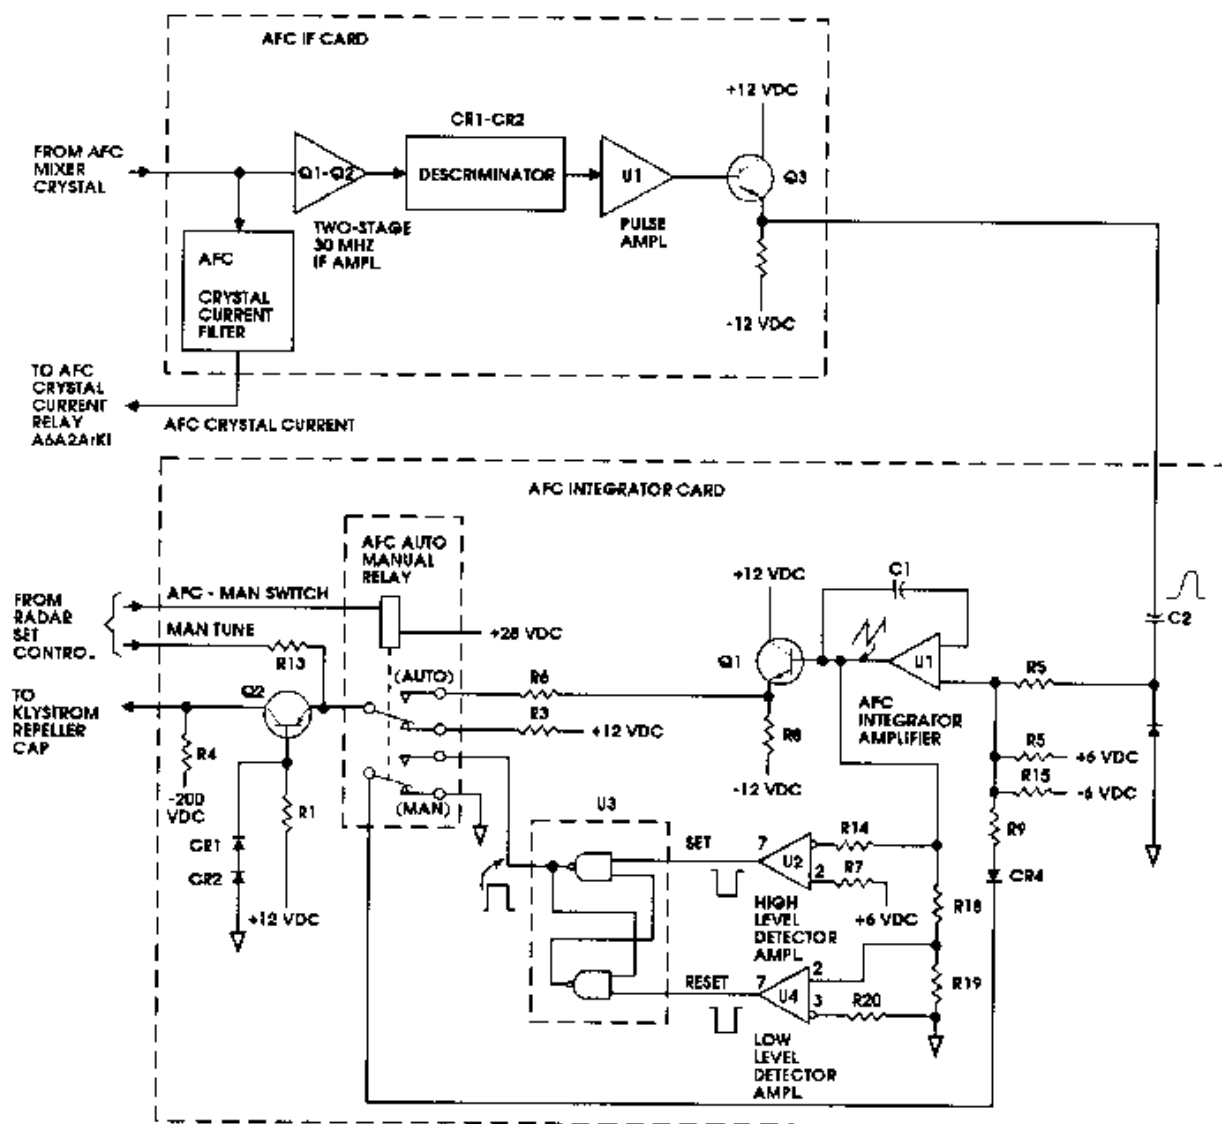 AFC IF CARD
+12 VDC
CR1-CR2
FROM AFC
MIXER
CRYSTAL
Q1-Q2
DESCRIMINATOR
U1
Q3
TWO-STAGE
30 MHZ
IF AMPL.
PULSE
AMPL
AFC
CRYSTAL
CURRENT
FILTER
-12 VDC
TO AFC
CRYSTAL
CURRENT
RELAY
AFC CRYSTAL CURRENT
AFC INTEGRATOR CARD
AFC AUTO
MANUAL
RELAY
+12 VDC
C1
C2
FROM
RADAR
SET
CONTROL
AFC - MAN SWITCH
MAN TUNE
R13
+28 VDC
Q1
U1
R5
(AUTO)
R6
AFC
INTEGRATOR
AMPLIFIER
TO
KLYSTROM
REPELLER
CAP
Q2
R3
+12 VDC
R8
R5
+6 VDC
R4
R15
-6 VDC
-200
VDC
R1
(MAN)
-12 VDC
R9
U3
CR1
CR2
SET
7
U2
2
R14
R7
CR4
+12 VDC
HIGH
LEVEL
DETECTOR
AMPL.
+6 VDC
R18
RESET
7
U4
2
3
R20
R19
LOW
LEVEL
DETECTOR
AMPL.